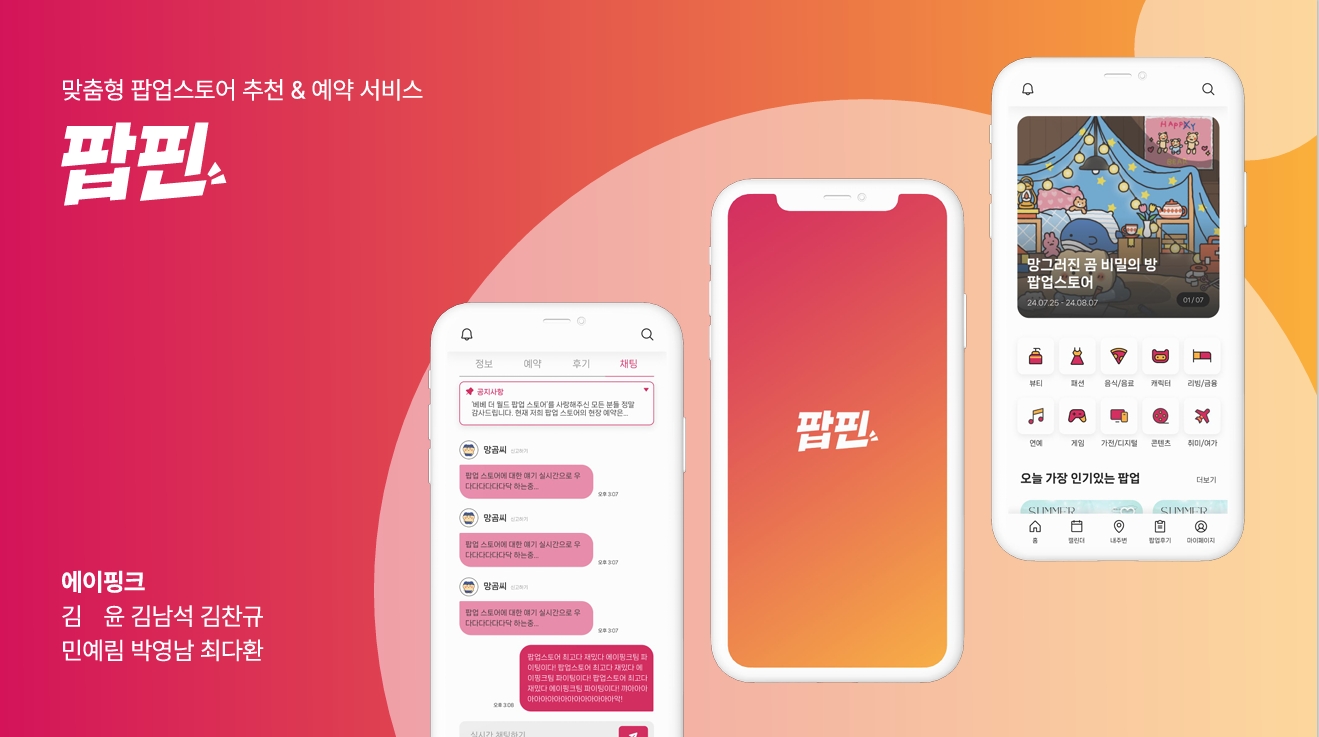 맞춤형 팝업스토어 추천 & 예약 서비스
팝핀
에이핑크
김 윤 김남석 김찬규
민예림 박영남 최다환
정보 예약 후기 채팅
공지사항
'베베 더 월드 팝업 스토어'를 사랑해주신 모든 분들 정말
감사드립니다. 현재 저희 팝업 스토어의 현장 예약은...
망곰씨 신고하기
팝업 스토어에 대한 얘기 실시간으로 우
다다다다다다닥 하는중...
오후 3:07
망곰씨 신고하기
팝업 스토어에 대한 얘기 실시간으로 우
다다다다다다닥 하는중...
오후 3:07
망곰씨 신고하기
팝업 스토어에 대한 얘기 실시간으로 우
다다다다다다닥 하는중...
오후 3:07
팝업스토어 최고다 재밌다 에이핑크팀 파
이팅이다! 팝업스토어 최고다 재밌다 에
이핑크팀 파이팅이다! 팝업스토어 최고다
재밌다 에이핑크팀 파이팅이다! 꺄아아아
오후 3:08
실시간 채팅하기
팝핀
HAPPY
망그러진 곰 비밀의 방
팝업스토어
24.07.25 - 24.08.07
01 / 07
뷰티 패션 음식/음료 캐릭터 리빙/금융
연예 게임 가전/디지털 콘텐츠 취미/여가
오늘 가장 인기있는 팝업 더보기
SUMMER SUMMER
홈 캘린더 내주변 팝업후기 마이페이지